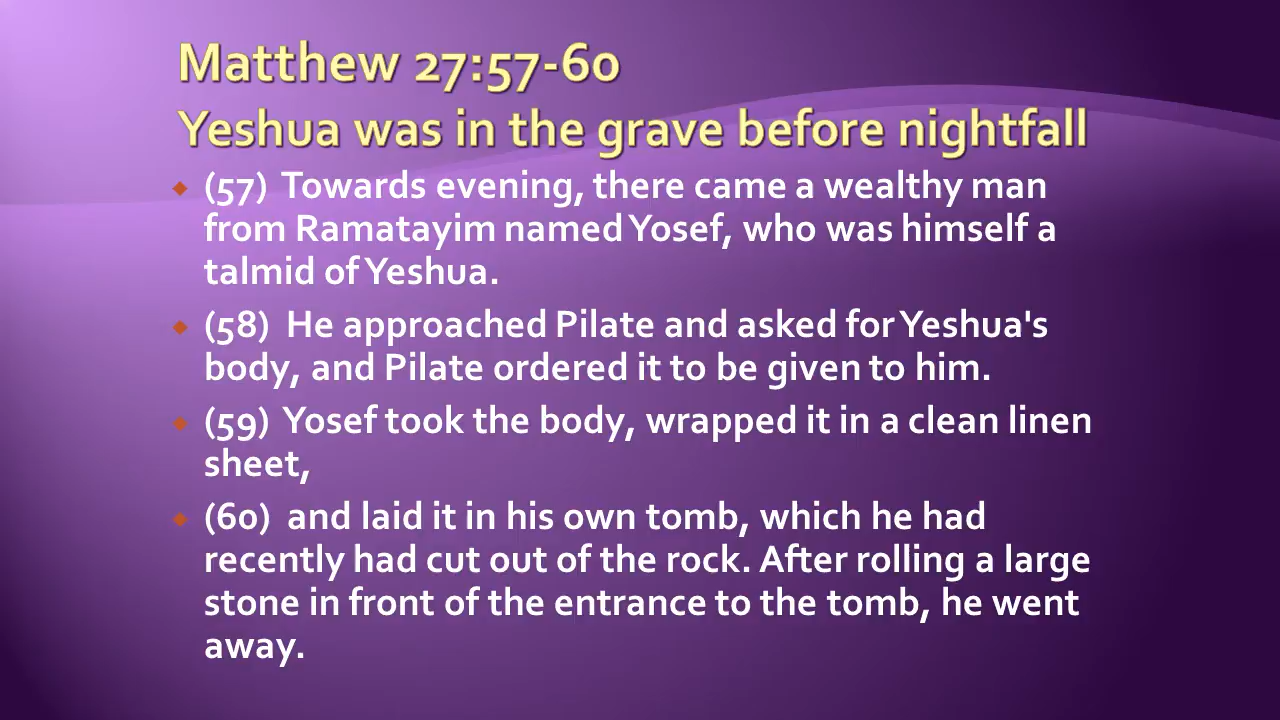 Matthew 27:57-60
Yeshua was in the grave before nightfall
(57) Towards evening, there came a wealthy man
from Ramatayim named Yosef, who was himself a
talmid of Yeshua.
(58) He approached Pilate and asked for Yeshua's
body, and Pilate ordered it to be given to him.
(59) Yosef took the body, wrapped it in a clean linen
sheet,
(60) and laid it in his own tomb, which he had
recently had cut out of the rock. After rolling a large
stone in front of the entrance to the tomb, he went
away.